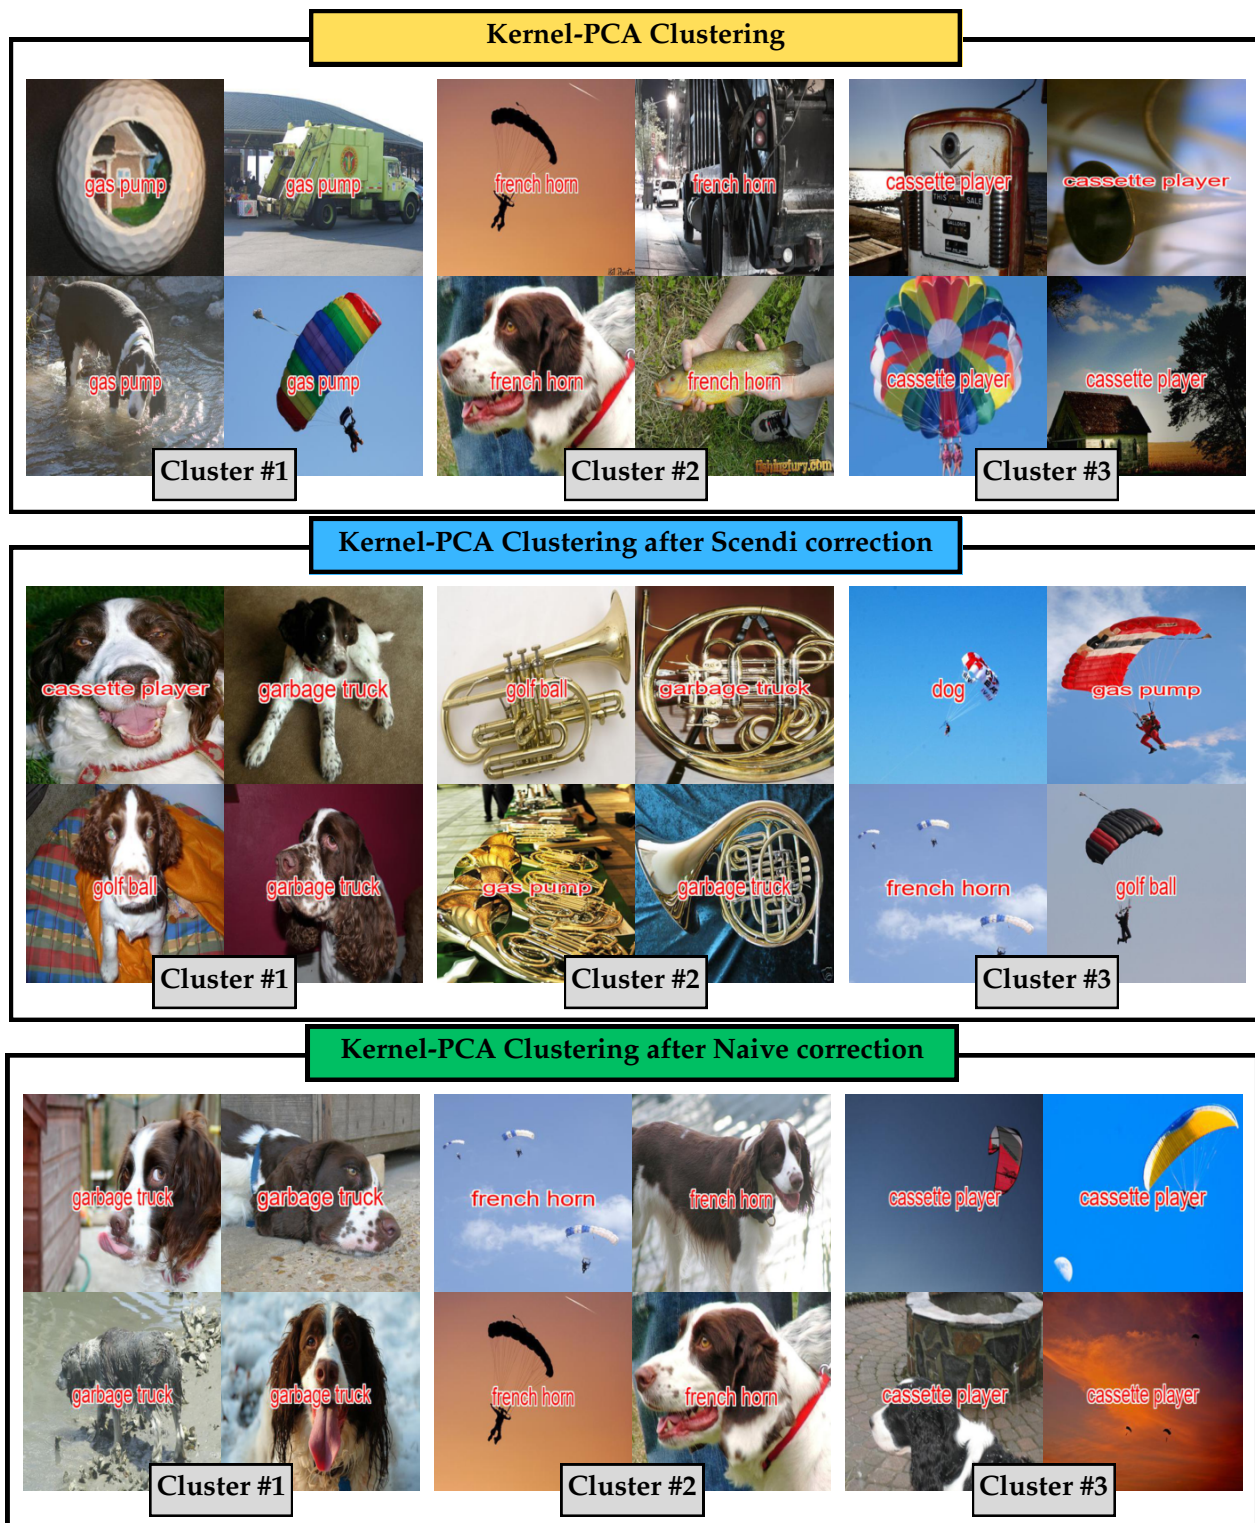 Kernel-PCA Clustering
gas pump
gas pump
french horn
french horn
cassette player
THIS SALE
GALLONS
cassette player
gas pump
gas pump
french horn
french horn
fishingfury.com
cassette player
cassette player
Cluster #1
Cluster #2
Cluster #3
Kernel-PCA Clustering after Scendi correction
cassette player
garbage truck
golf ball
garbage truck
dog
gas pump
golf ball
garbage truck
gas pump
garbage truck
french horn
golf ball
Cluster #1
Cluster #2
Cluster #3
Kernel-PCA Clustering after Naive correction
garbage truck
garbage truck
french horn
french horn
cassette player
cassette player
garbage truck
garbage truck
french horn
french horn
cassette player
cassette player
Cluster #1
Cluster #2
Cluster #3